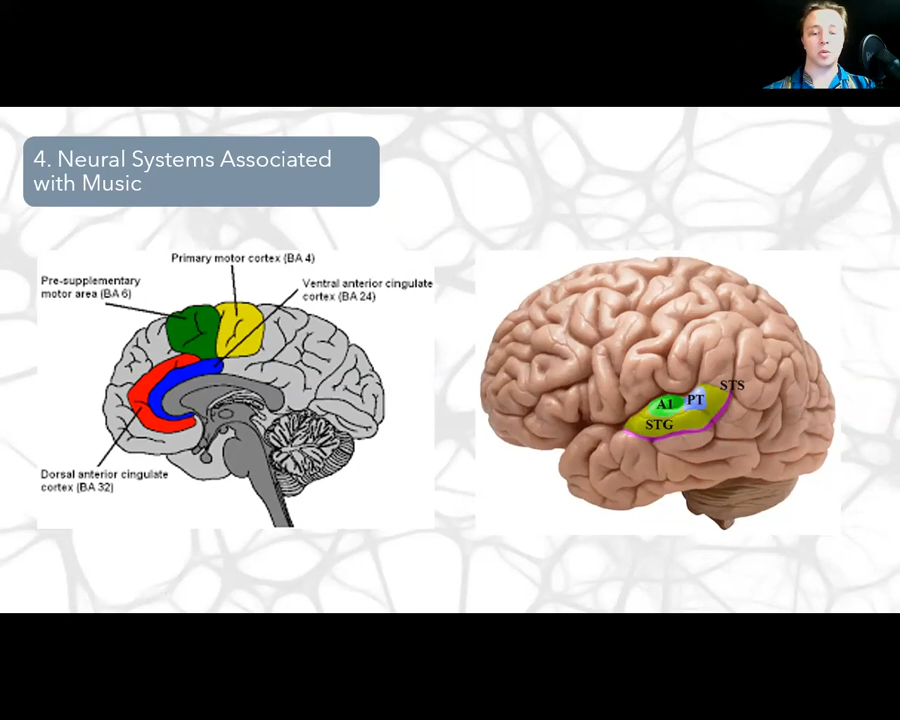 4. Neural Systems Associated
with Music
Primary motor cortex (BA 4)
Pre-supplementary
motor area (BA 6)
Ventral anterior cingulate
cortex (BA 24)
Dorsal anterior cingulate
cortex (BA 32)
STS
A1
PT
STG